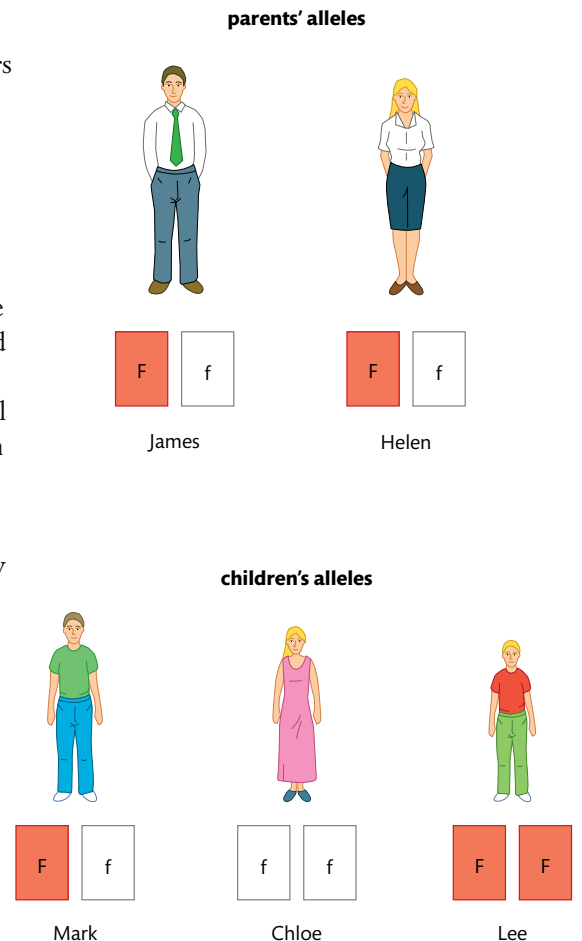 parents' alleles
F f F f
James Helen
children's alleles
F f f f F F
Mark Chloe Lee